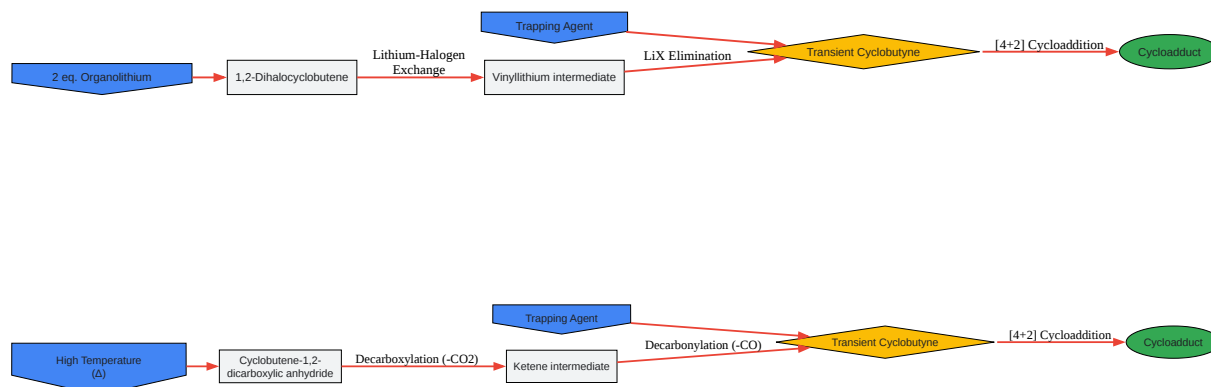 Trapping Agent
2 eq. Organolithium
1,2-Dihalocyclobutene
Lithium-Halogen
Exchange
Vinyllithium intermediate
LiX Elimination
Transient Cyclobutyne
[4+2] Cycloaddition
Cycloadduct
Trapping Agent
High Temperature
(Δ)
Cyclobutene-1,2-
dicarboxylic anhydride
Decarboxylation (-CO2)
Ketene intermediate
Decarbonylation (-CO)
Transient Cyclobutyne
[4+2] Cycloaddition
Cycloadduct